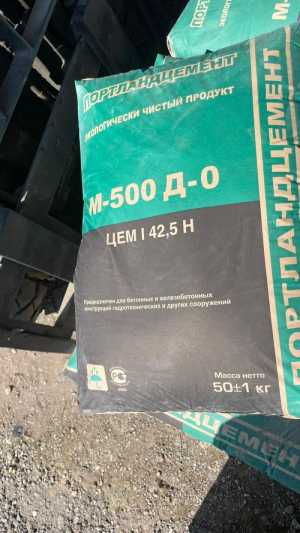 ПОРТЛАНДЦЕМЕНТ
М-
ПОРТЛАНДЦЕМЕНТ
ЭКОЛОГИЧЕСКИ ЧИСТЫЙ ПРОДУКТ
М-500 Д-0
ЦЕМ I 42,5 Н
Предназначен для бетонных и железобетонных
конструкций гидротехнических и других сооружений
Масса нетто
50±1 кг
ПОРТЛАНДЦЕМЕНТ